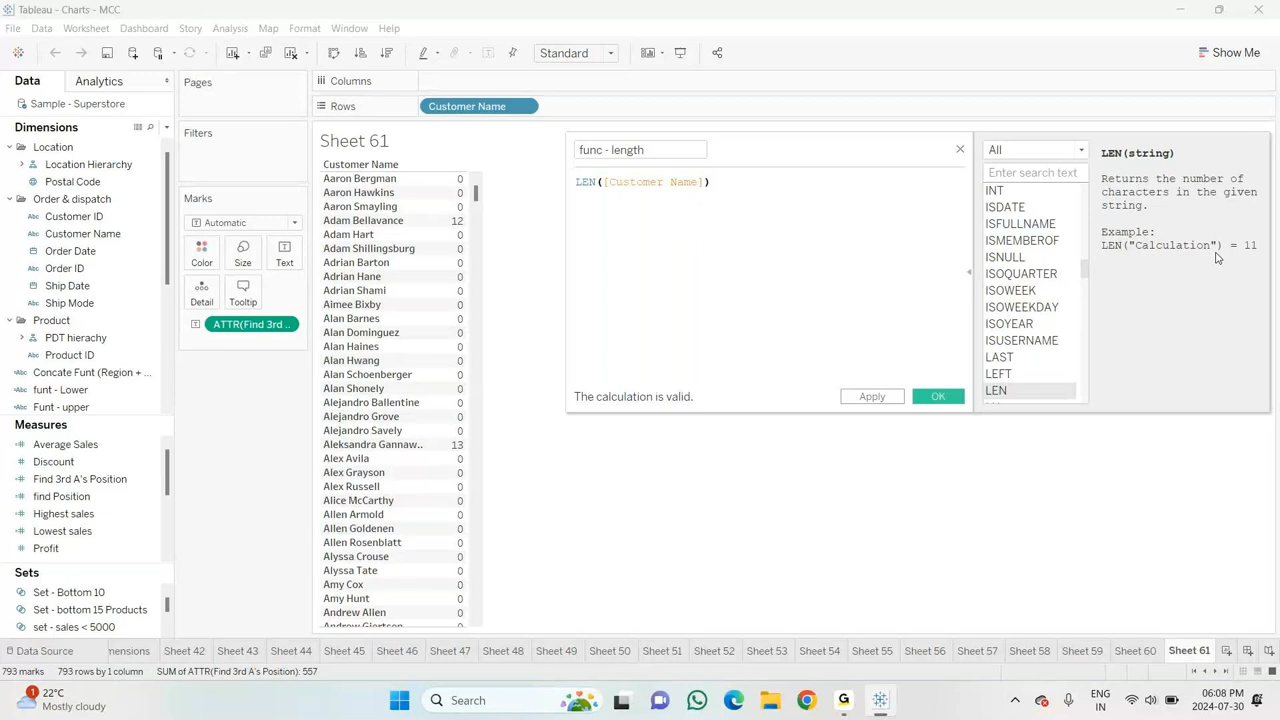 Tableau - Charts - MCC
File Data Worksheet Dashboard Story Analysis Map Format Window Help
Standard
Show Me
Data
Analytics
Sample - Superstore
Dimensions
Location
Location Hierarchy
Postal Code
Order & dispatch
Abc Customer ID
Abc Customer Name
Order Date
Abc Order ID
Ship Date
Abc Ship Mode
Product
PDT hierachy
Abc Product ID
Abc Concate Funt (Region + ...
Abc funt - Lower
Abc Funt - upper
Measures
# Average Sales
# Discount
# Find 3rd A's Position
# find Position
# Highest sales
# Lowest sales
# Profit
Sets
Set - Bottom 10
Set - bottom 15 Products
set - sales < 5000
Pages
Filters
Marks
Automatic
Color Size Text
Detail Tooltip
ATTR(Find 3rd ..
Columns
Rows
Customer Name
Sheet 61
Customer Name
Aaron Bergman 0
Aaron Hawkins 0
Aaron Smayling 0
Adam Bellavance 12
Adam Hart 0
Adam Shillingsburg 0
Adrian Barton 0
Adrian Hane 0
Adrian Shami 0
Aimee Bixby 0
Alan Barnes 0
Alan Dominguez 0
Alan Haines 0
Alan Hwang 0
Alan Schoenberger 0
Alan Shonely 0
Alejandro Ballentine 0
Alejandro Grove 0
Alejandro Savely 0
Aleksandra Gannaw.. 13
Alex Avila 0
Alex Grayson 0
Alex Russell 0
Alice McCarthy 0
Allen Armold 0
Allen Goldenen 0
Allen Rosenblatt 0
Alyssa Crouse 0
Alyssa Tate 0
Amy Cox 0
Amy Hunt 0
Andrew Allen 0
Andrew Gjertsen 0
func - length
LEN([Customer Name])
The calculation is valid.
Apply
OK
All
Enter search text
INT
ISDATE
ISFULLNAME
ISMEMBEROF
ISNULL
ISOQUARTER
ISOWEEK
ISOWEEKDAY
ISOYEAR
ISUSERNAME
LAST
LEFT
LEN
LEN(string)
Returns the number of
characters in the given
string.
Example:
LEN("Calculation") = 11
Data Source
imensions Sheet 42 Sheet 43 Sheet 44 Sheet 45 Sheet 46 Sheet 47 Sheet 48 Sheet 49 Sheet 50 Sheet 51 Sheet 52 Sheet 53 Sheet 54 Sheet 55 Sheet 56 Sheet 57 Sheet 58 Sheet 59 Sheet 60 Sheet 61
793 marks 793 rows by 1 column SUM of ATTR(Find 3rd A's Position): 557
1
22°C
Mostly cloudy
Search
G
ENG
IN
06:08 PM
2024-07-30